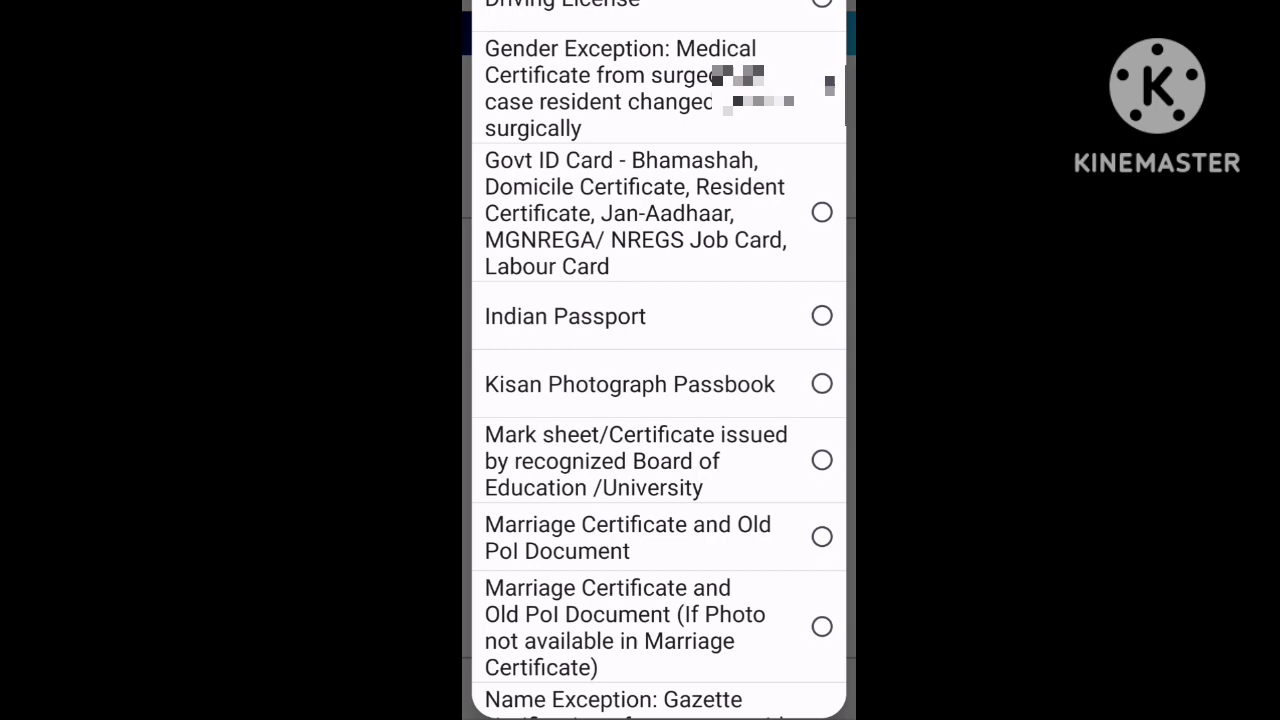 Driving License
Gender Exception: Medical
Certificate from
case resident changed
surgically
Govt ID Card - Bhamashah,
Domicile Certificate, Resident
Certificate, Jan-Aadhaar,
MGNREGA/ NREGS Job Card,
Labour Card
Indian Passport
Kisan Photograph Passbook
Mark sheet/Certificate issued
by recognized Board of
Education /University
Marriage Certificate and Old
PoI Document
Marriage Certificate and
Old PoI Document (If Photo
not available in Marriage
Certificate)
Name Exception: Gazette
K
KINEMASTER